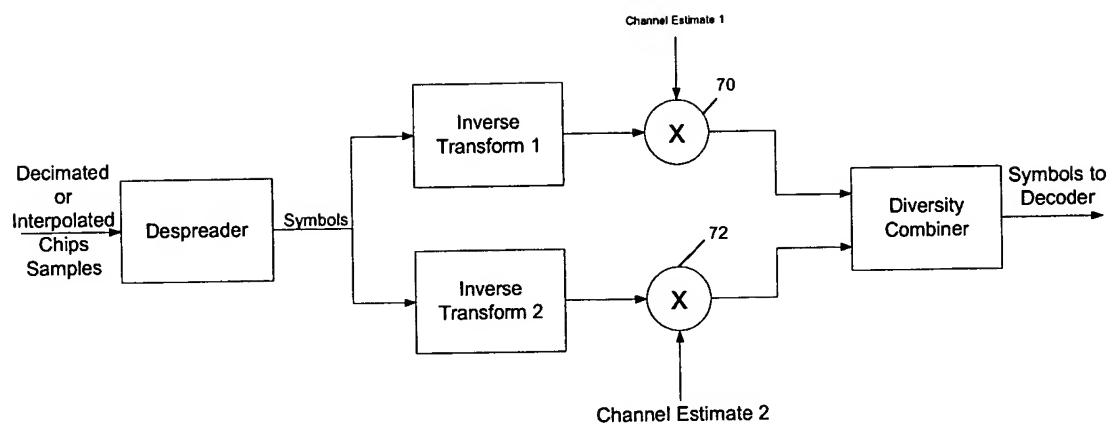 Channel Estimate 1
70
Inverse
Transform 1
X
Decimated
or
Interpolated
Chips
Samples
Despreader
Symbols
Diversity
Combiner
Symbols to
Decoder
72
Inverse
Transform 2
X
Channel Estimate 2